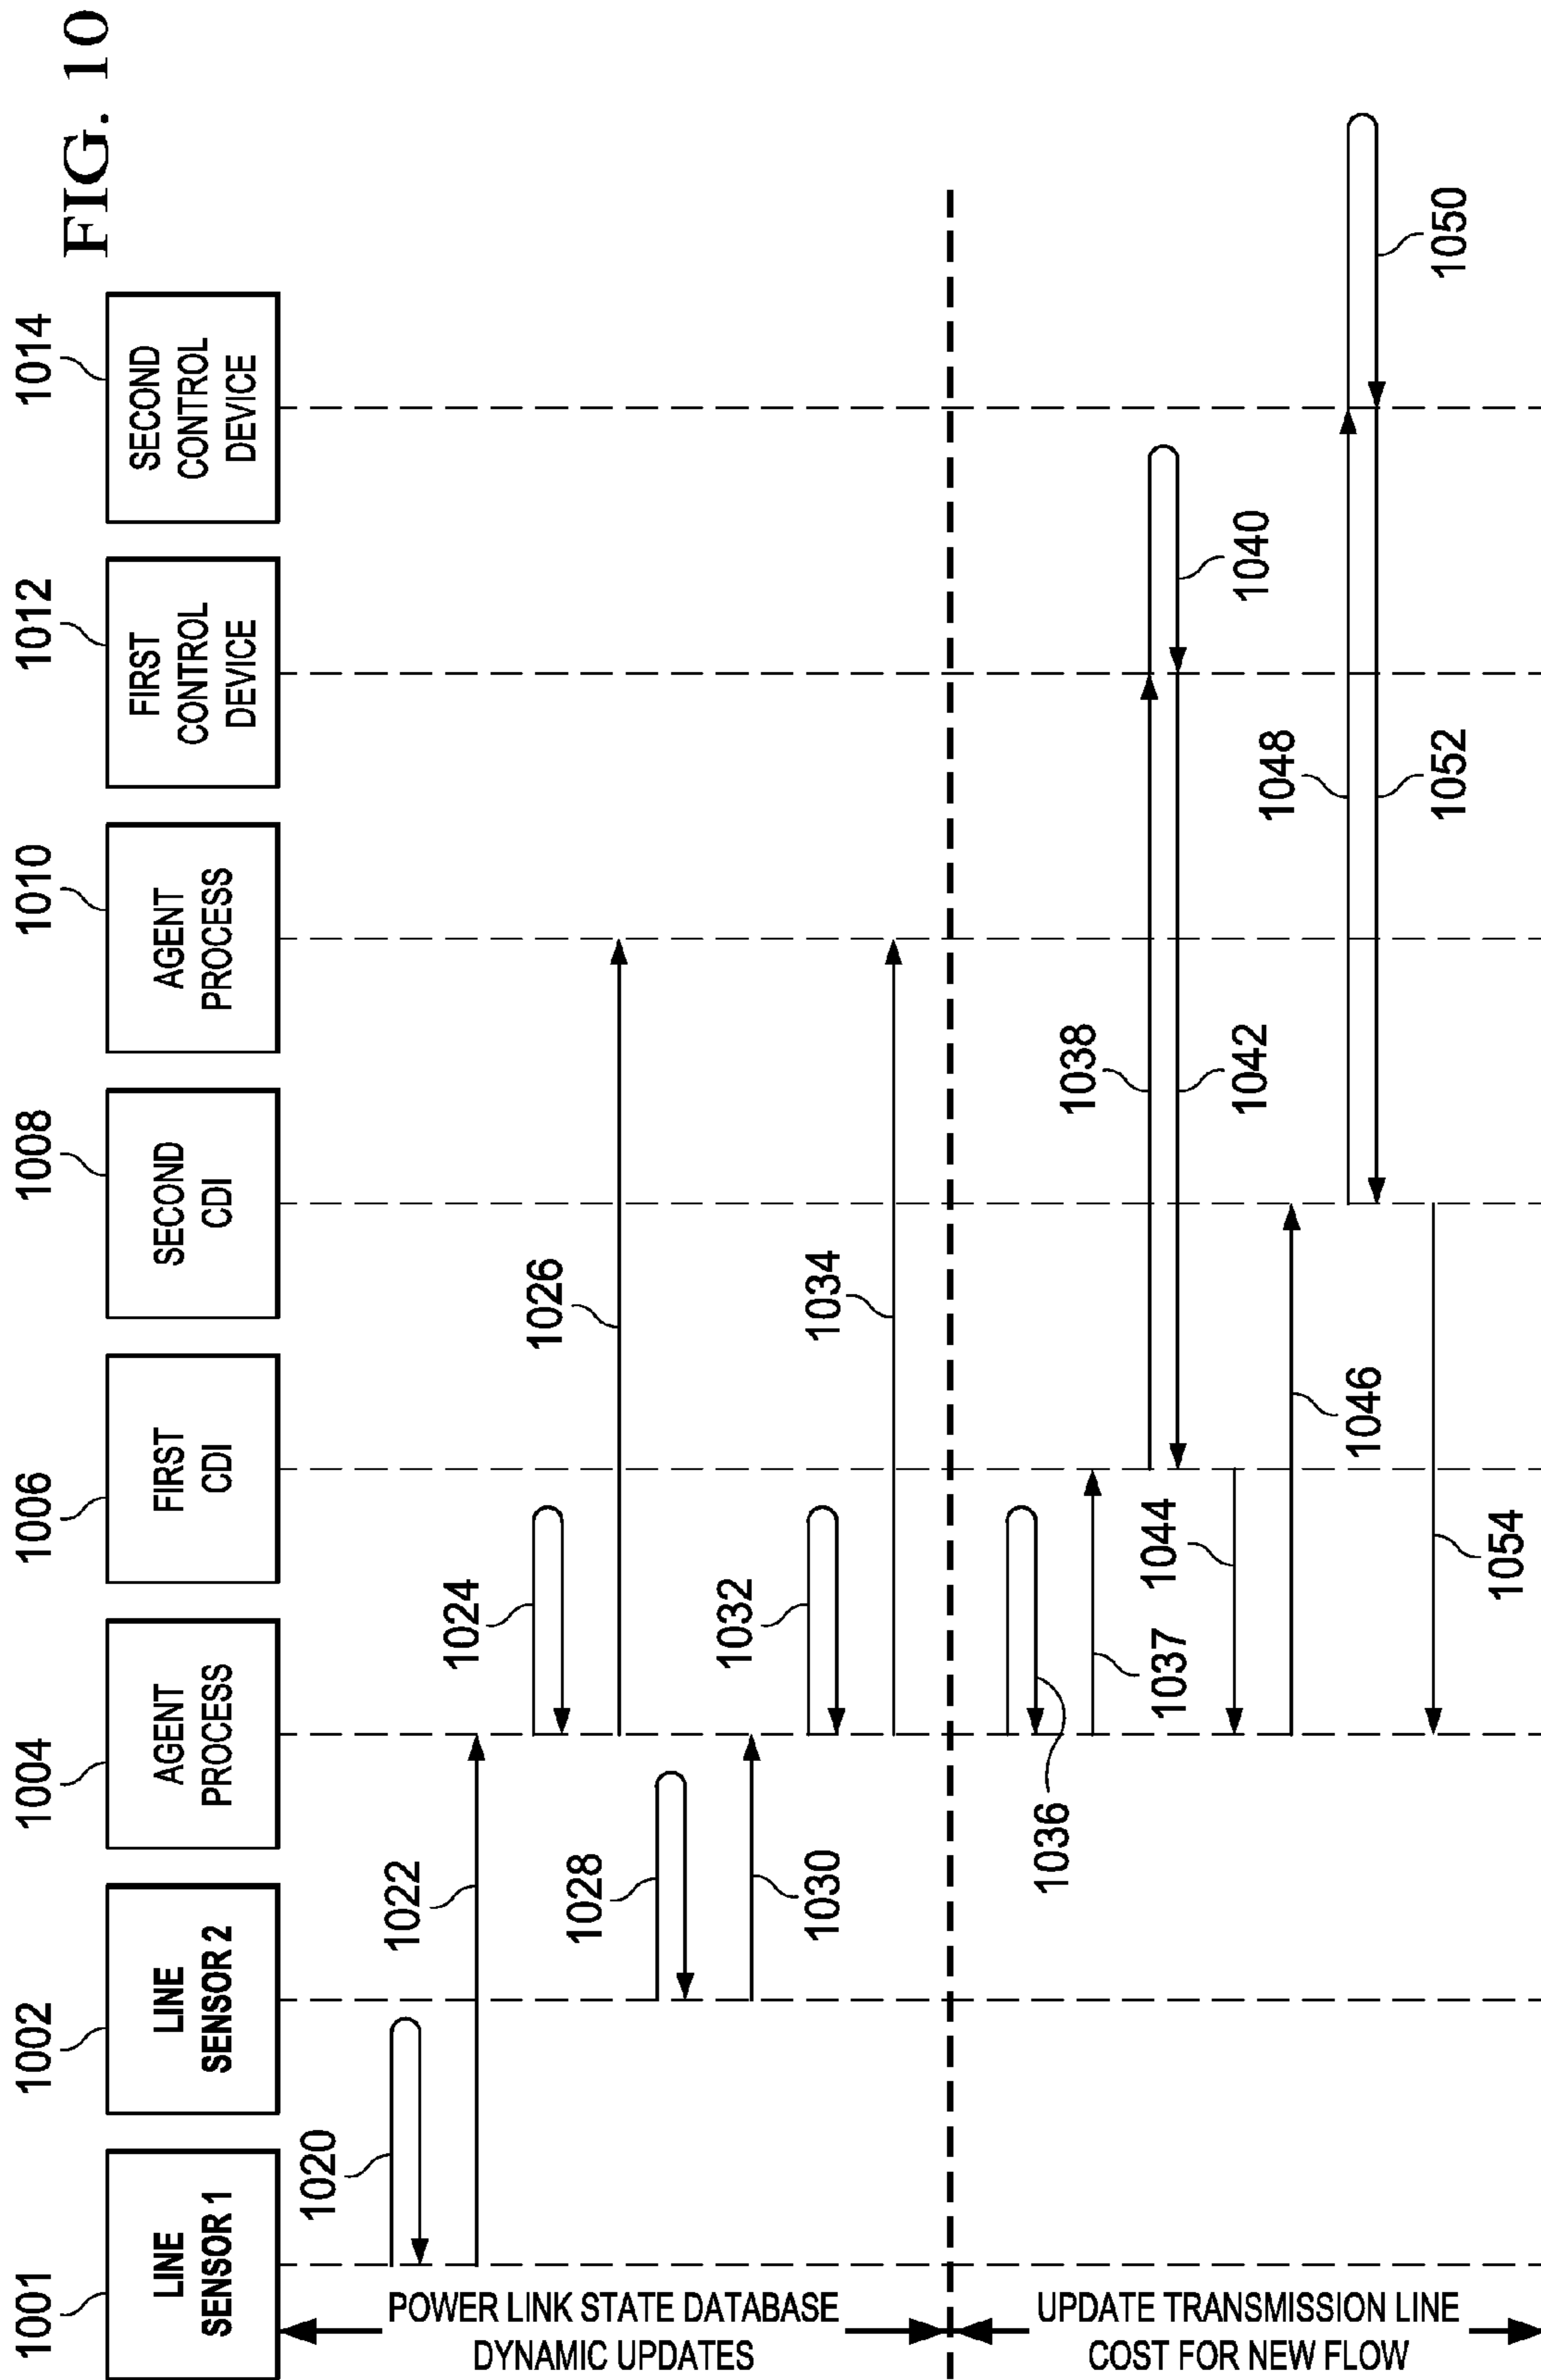 FIG. 10
1001
LINE
SENSOR 1
1002
LINE
SENSOR 2
1004
AGENT
PROCESS
1006
FIRST
CDI
1008
SECOND
CDI
1010
AGENT
PROCESS
1012
FIRST
CONTROL
DEVICE
1014
SECOND
CONTROL
DEVICE
POWER LINK STATE DATABASE
DYNAMIC UPDATES
1020
1022
1024
1026
1028
1030
1032
1034
UPDATE TRANSMISSION LINE
COST FOR NEW FLOW
1036
1037
1038
1040
1042
1044
1046
1048
1050
1052
1054